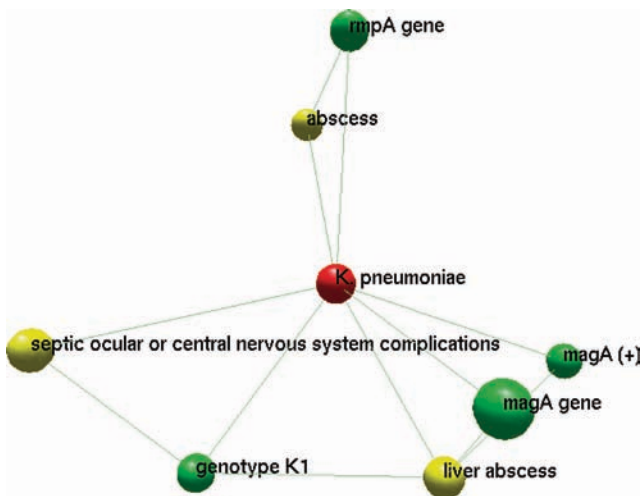 rmpA gene
abscess
K. pneumoniae
septic ocular or central nervous system complications
magA (+)
magA gene
genotype K1
liver abscess